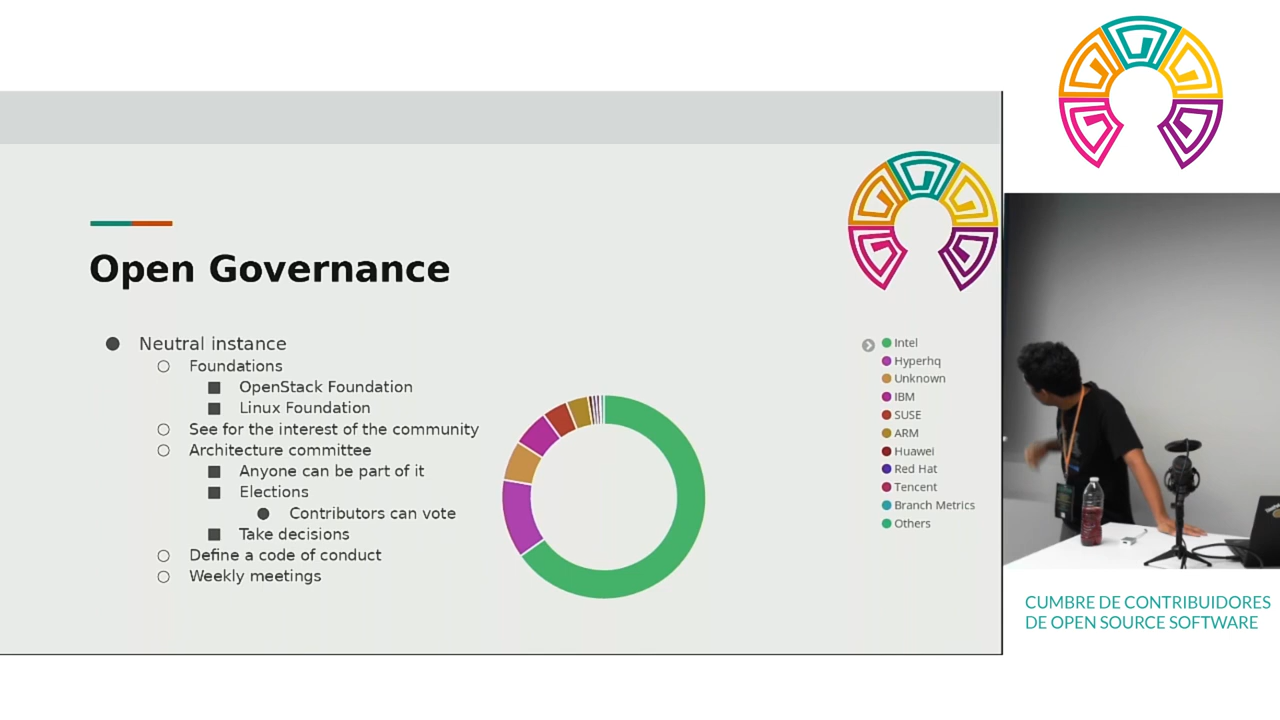 Open Governance
Neutral instance
Foundations
OpenStack Foundation
Linux Foundation
See for the interest of the community
Architecture committee
Anyone can be part of it
Elections
Contributors can vote
Take decisions
Define a code of conduct
Weekly meetings
Intel
Hyperhq
Unknown
IBM
SUSE
ARM
Huawei
Red Hat
Tencent
Branch Metrics
Others
CUMBRE DE CONTRIBUIDORES
DE OPEN SOURCE SOFTWARE